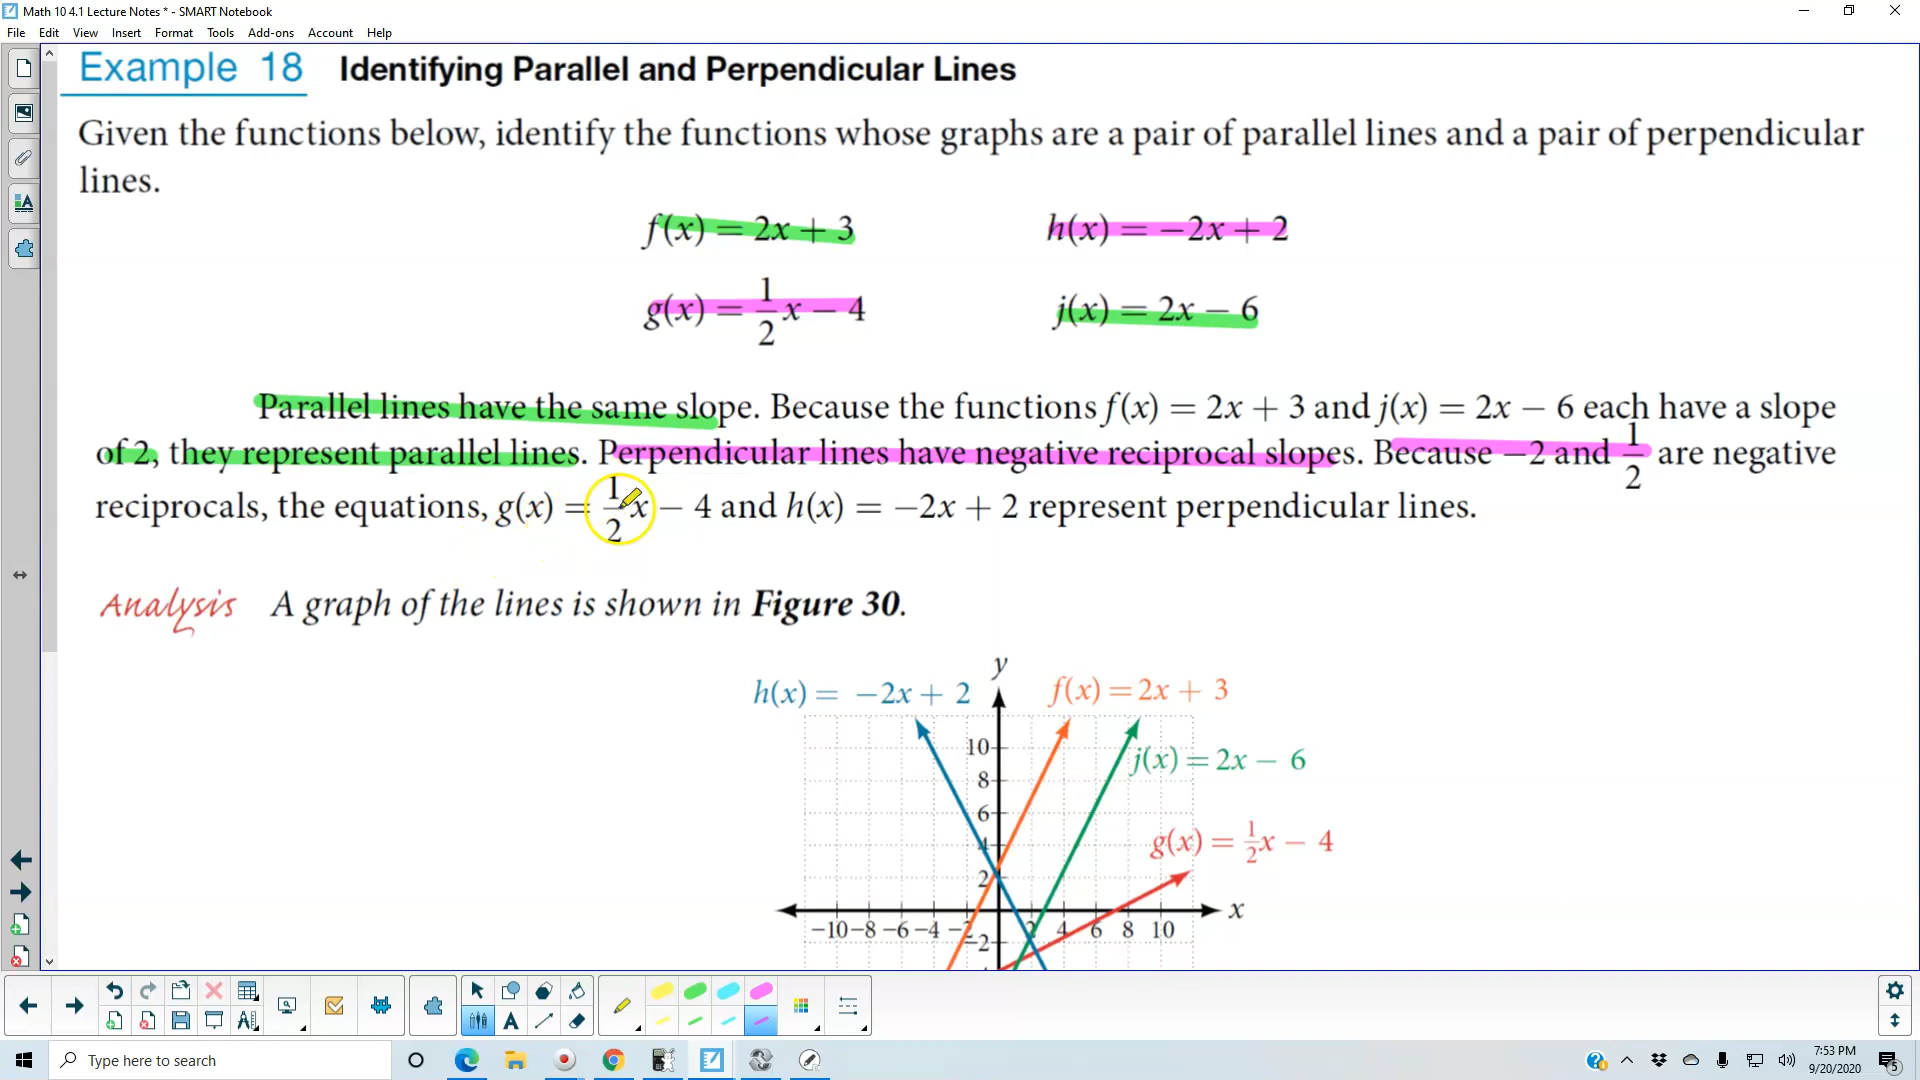 Math 10 4.1 Lecture Notes * - SMART Notebook
File Edit View Insert Format Tools Add-ons Account Help
Example 18 Identifying Parallel and Perpendicular Lines
Given the functions below, identify the functions whose graphs are a pair of parallel lines and a pair of perpendicular
lines.
f(x) = 2x + 3 h(x) = −2x + 2
g(x) = 1/2 x − 4 j(x) = 2x − 6
Parallel lines have the same slope. Because the functions f(x) = 2x + 3 and j(x) = 2x − 6 each have a slope
of 2, they represent parallel lines. Perpendicular lines have negative reciprocal slopes. Because −2 and 1/2 are negative
reciprocals, the equations, g(x) = 1/2 x − 4 and h(x) = −2x + 2 represent perpendicular lines.
Analysis A graph of the lines is shown in Figure 30.
y
h(x) = −2x + 2 f(x) = 2x + 3
10
j(x) = 2x − 6
8
6
4
g(x) = 1/2 x − 4
2
x
−10 −8 −6 −4 −2 2 4 6 8 10
−2
A
Type here to search
7:53 PM
9/20/2020
5